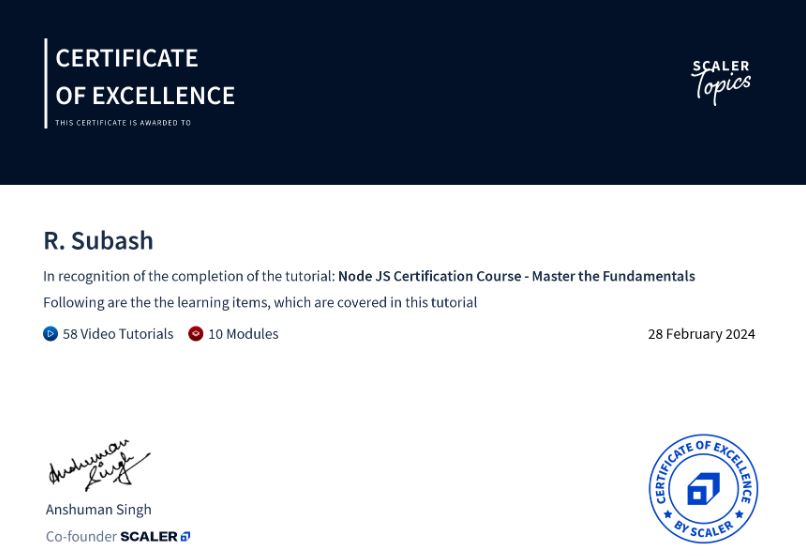 CERTIFICATE
OF EXCELLENCE
THIS CERTIFICATE IS AWARDED TO
SCALER
Topics
R. Subash
In recognition of the completion of the tutorial: Node JS Certification Course - Master the Fundamentals
Following are the the learning items, which are covered in this tutorial
58 Video Tutorials 10 Modules 28 February 2024
Anshuman
Singh
Anshuman Singh
Co-founder SCALER
CERTIFICATE OF EXCELLENCE
BY SCALER